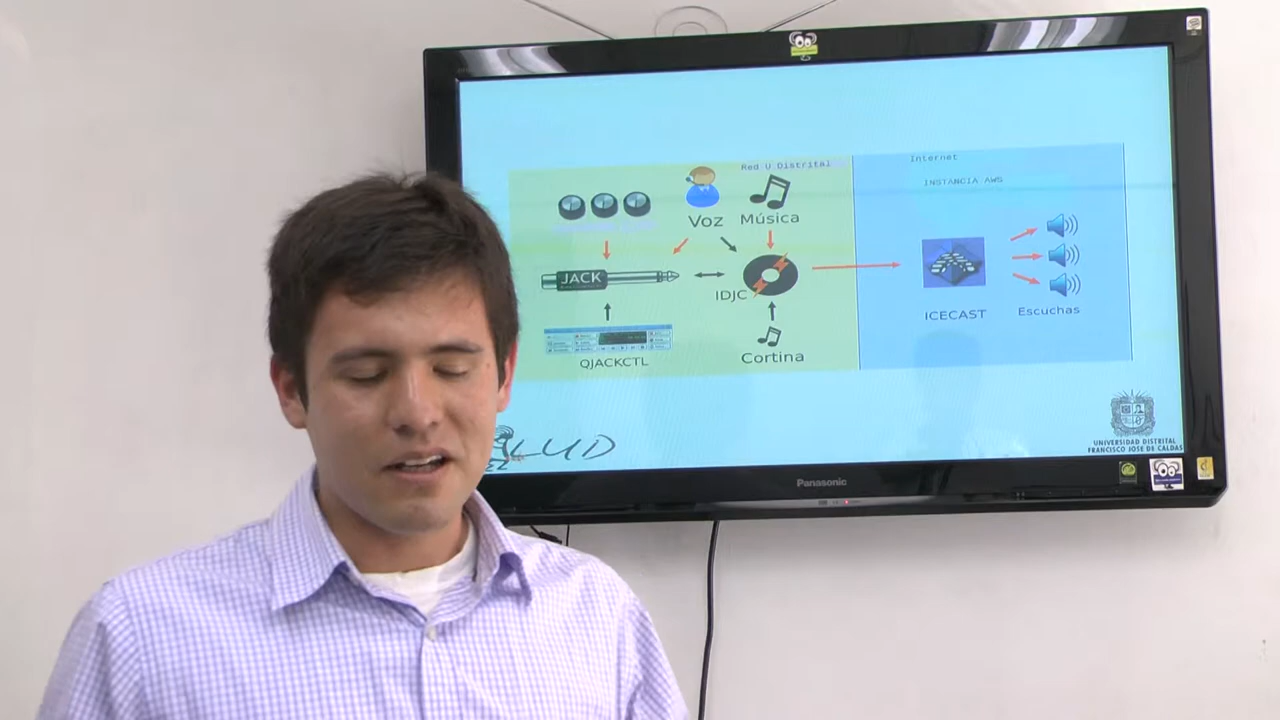 Red U Distrital
Internet
INSTANCIA AWS
Voz
Música
JACK
IDJC
ICECAST
Escuchas
QJACKCTL
Cortina
LUD
UNIVERSIDAD DISTRITAL
FRANCISCO JOSE DE CALDAS
Panasonic